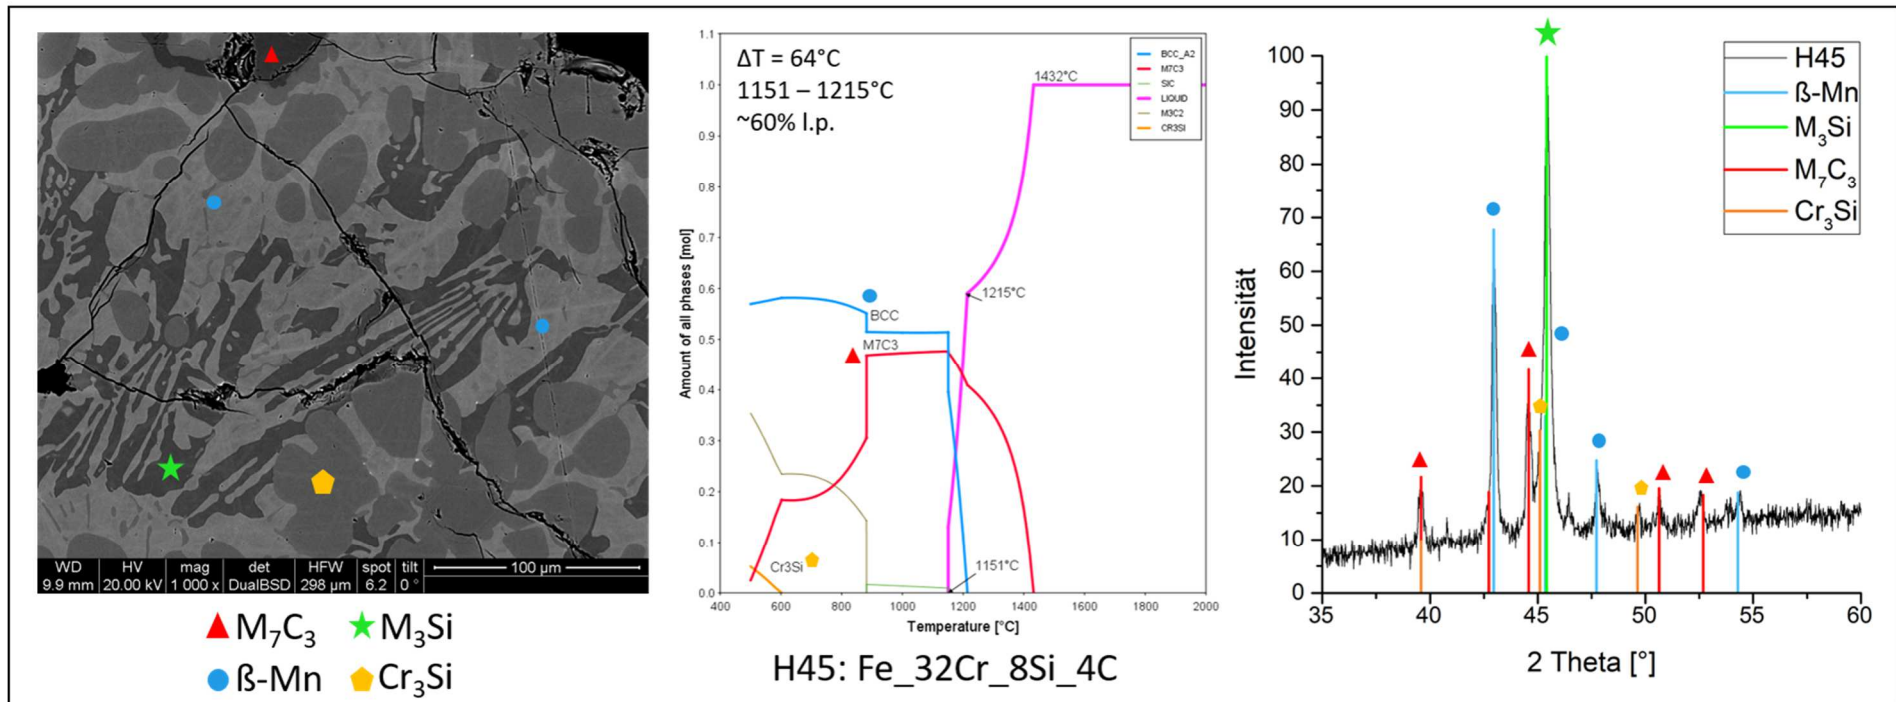 WD HV mag det HFW spot tilt
9.9 mm 20.00 kV 1 000 x DualBSD 298 µm 6.2 0° 100 µm
M₇C₃ M₃Si
ß-Mn Cr₃Si
ΔT = 64°C
1151 – 1215°C
~60% l.p.
BCC_A2
M7C3
SIC
LIQUID
M3C2
CR3SI
1432°C
1215°C
BCC
M7C3
Cr3Si
1151°C
Amount of all phases [mol]
1.1
1.0
0.9
0.8
0.7
0.6
0.5
0.4
0.3
0.2
0.1
0.0
400 600 800 1000 1200 1400 1600 1800 2000
Temperature [°C]
H45: Fe_32Cr_8Si_4C
H45
ß-Mn
M₃Si
M₇C₃
Cr₃Si
Intensität
100
90
80
70
60
50
40
30
20
10
0
35 40 45 50 55 60
2 Theta [°]